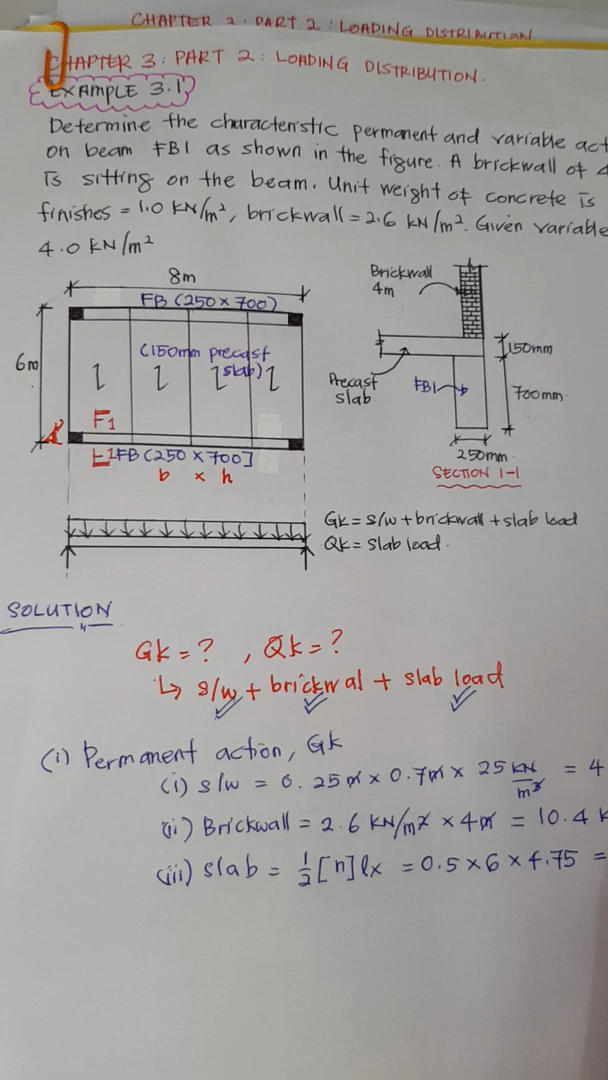 CHAPTER 3: PART 2: LOADING DISTRIBUTION
CHAPTER 3: PART 2: LOADING DISTRIBUTION.
EXAMPLE 3.1
Determine the characteristic permanent and variable act
on beam FB1 as shown in the figure. A brickwall of 4
is sitting on the beam. Unit weight of concrete is
finishes = 1.0 kN/m², brickwall = 2.6 kN/m². Given variable
4.0 kN/m²
8m
FB (250 x 700)
6m
(150mm precast
slab)
F1
FB (250 x 700]
b x h
Brickwall
4m
150mm
Precast
slab
FB1
700mm.
250mm.
SECTION 1-1
Gk = s/w + brickwall + slab load
Qk = slab load.
SOLUTION
Gk = ? , Qk = ?
↳ s/w + brickwal + slab load
(i) Permanent action, Gk
(i) s/w = 0.25m x 0.7m x 25 kN/m³ = 4
(ii) Brickwall = 2.6 kN/m² x 4m = 10.4 k
(iii) slab = ½ [n] lx = 0.5 x 6 x 4.75 =